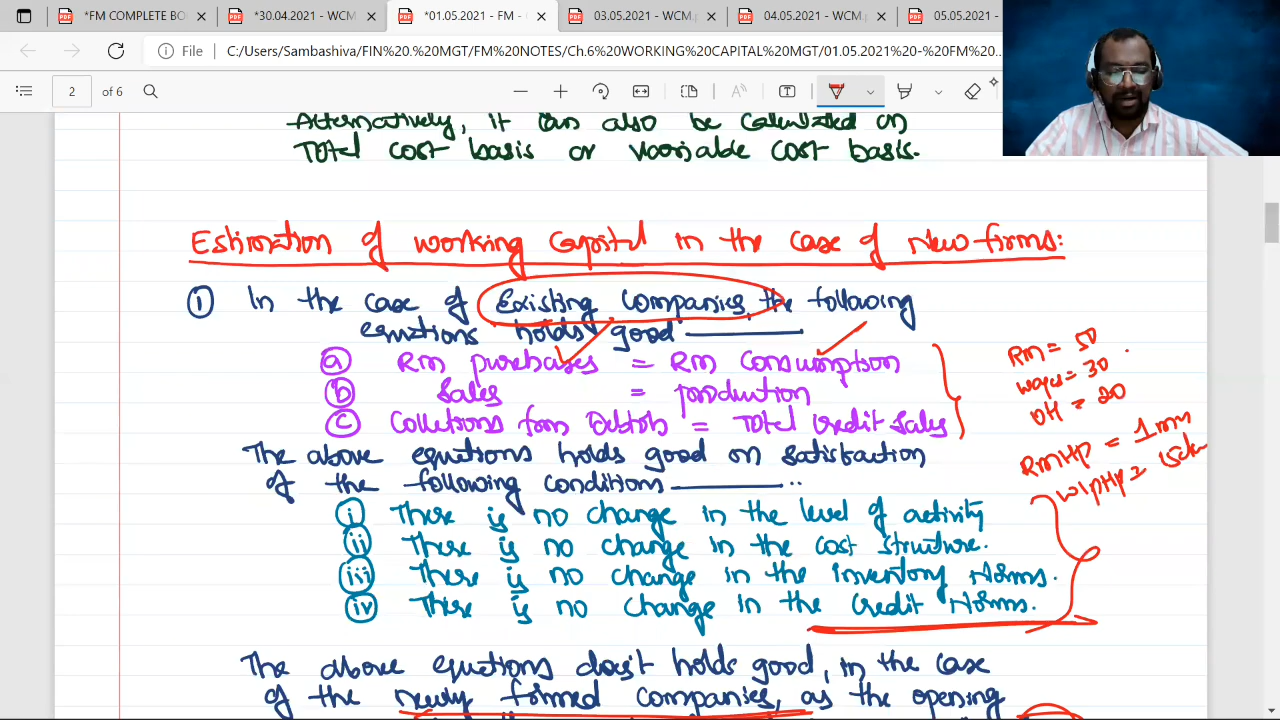 *FM COMPLETE BO
*30.04.2021 - WCM
*01.05.2021 - FM -
03.05.2021 - WCM.p
04.05.2021 - WCM.p
05.05.2021 -
File
C:/Users/Sambashiva/FIN%20.%20MGT/FM%20NOTES/Ch.6%20WORKING%20CAPITAL%20MGT/01.05.2021%20-%20FM%20...
2 of 6
Alternatively, it can also be calculated on
Total cost basis or variable cost basis.
Estimation of working Capital in the case of New firms:
① In the case of Existing Companies, the following
equations holds good
ⓐ Rm purchases = Rm Consumption
ⓑ Sales = production
ⓒ Collections from Debtors = Total Credit Sales
Rm = 50
wages = 30
OH = 20
RmHp = 1 mm
WIPHp =
The above equations holds good on satisfaction
of the following conditions
i There is no change in the level of activity
ii There is no change in the cost structure.
iii There is no change in the Inventory Norms.
iv There is no change in the Credit Norms.
The above equations doesn't holds good, in the case
of the newly formed companies, as the opening